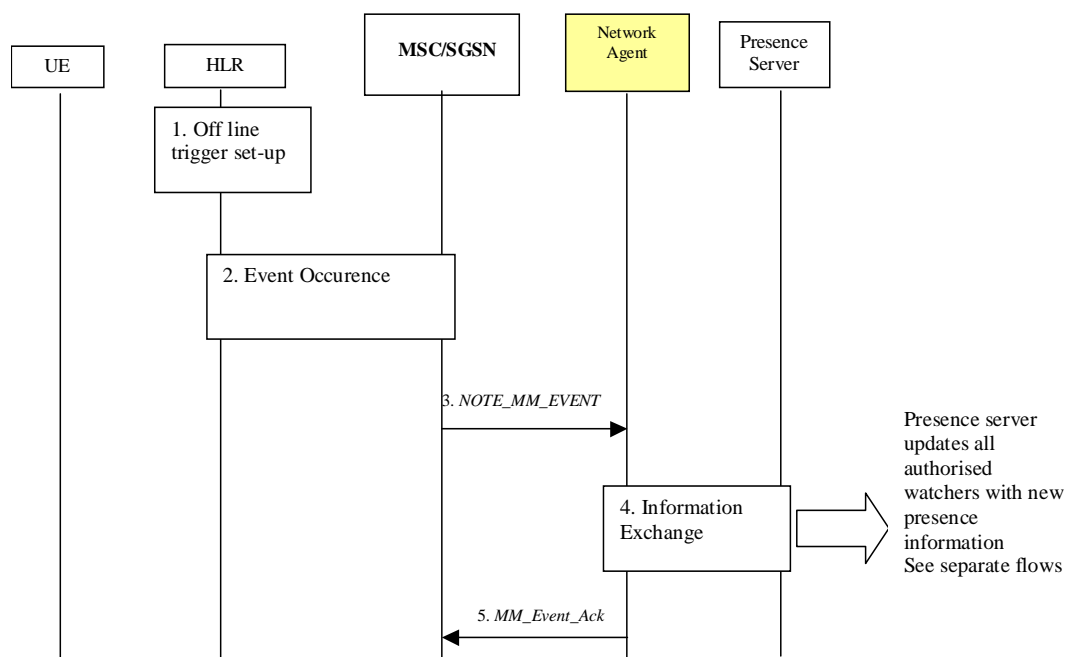 UE
HLR
MSC/SGSN
Network
Agent
Presence
Server
1. Off line
trigger set-up
2. Event Occurence
3. NOTE_MM_EVENT
4. Information
Exchange
Presence server
updates all
authorised
watchers with new
presence
information
See separate flows
5. MM_Event_Ack